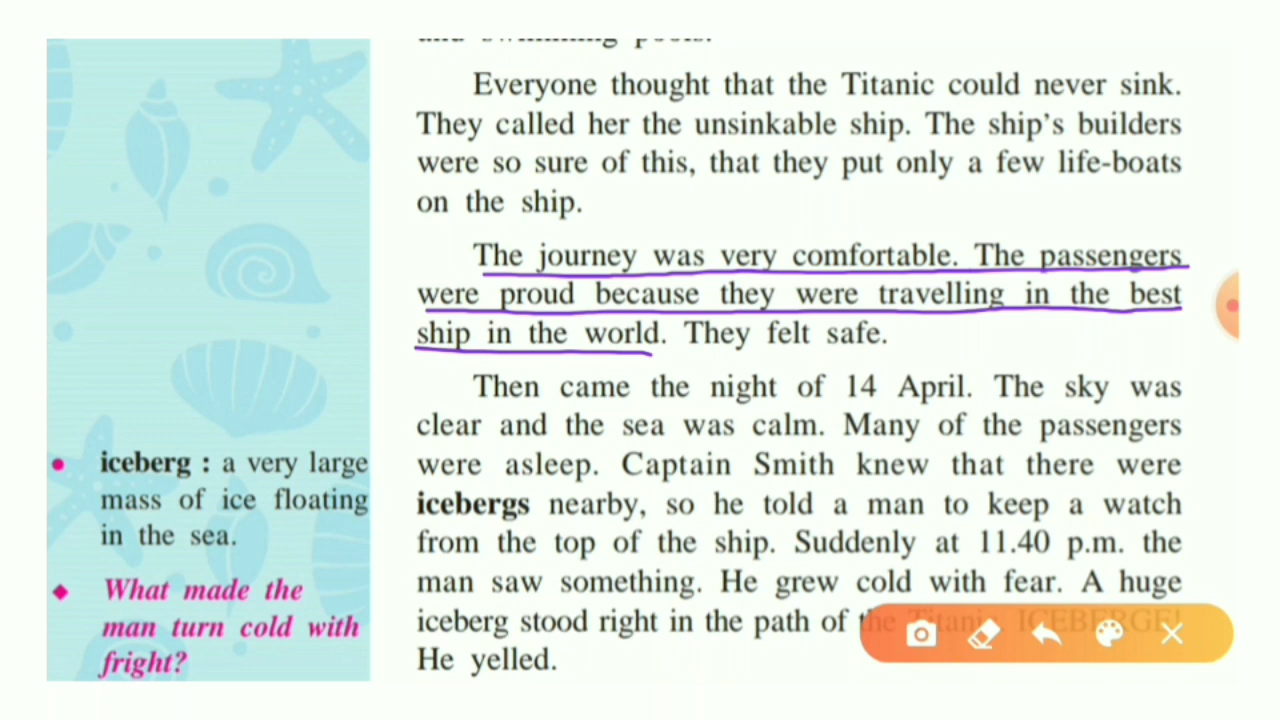 Everyone thought that the Titanic could never sink.
They called her the unsinkable ship. The ship's builders
were so sure of this, that they put only a few life-boats
on the ship.
The journey was very comfortable. The passengers
were proud because they were travelling in the best
ship in the world. They felt safe.
Then came the night of 14 April. The sky was
clear and the sea was calm. Many of the passengers
were asleep. Captain Smith knew that there were
icebergs nearby, so he told a man to keep a watch
from the top of the ship. Suddenly at 11.40 p.m. the
man saw something. He grew cold with fear. A huge
iceberg stood right in the path of the Titanic. ICEBERGE!
He yelled.
• iceberg : a very large
mass of ice floating
in the sea.
◆ What made the
man turn cold with
fright?